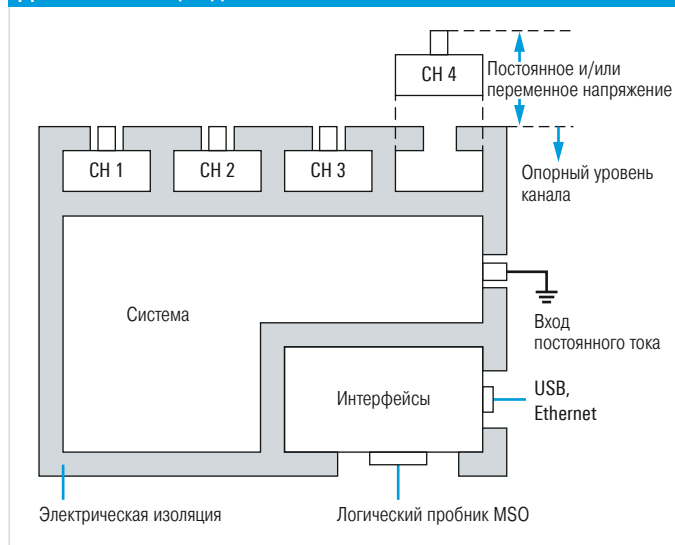 CH 4
Постоянное и/или
переменное напряжение
CH 1
CH 2
CH 3
Опорный уровень
канала
Система
Вход
постоянного тока
Интерфейсы
USB,
Ethernet
Электрическая изоляция
Логический пробник MSO